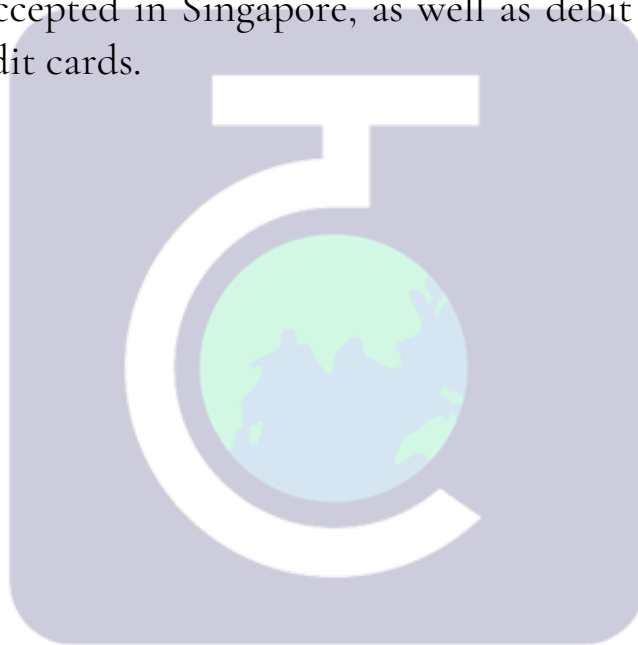 ccepted in Singapore, as well as debit
dit cards.